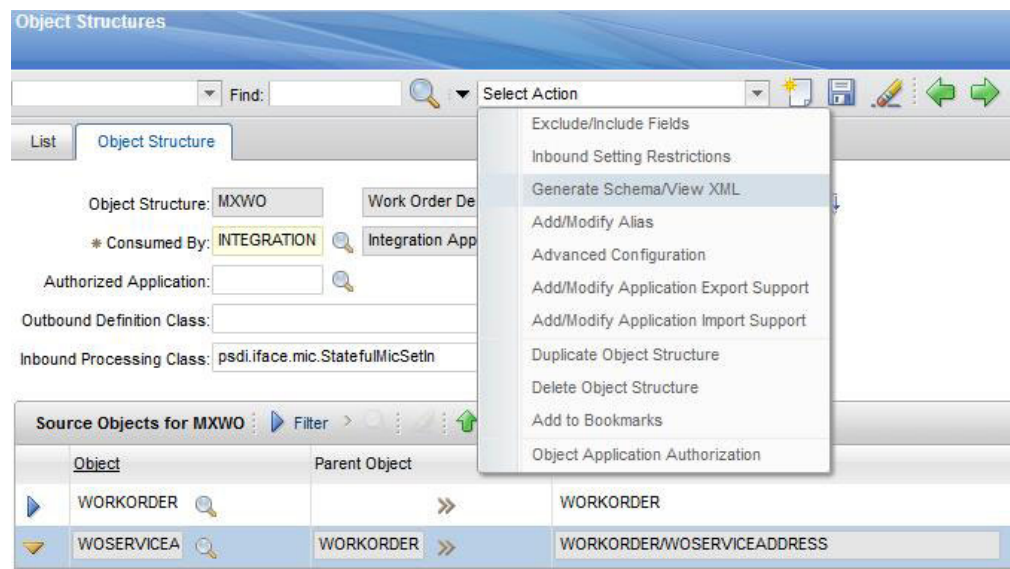 Object Structures
Find:
Select Action
List
Object Structure
Exclude/Include Fields
Inbound Setting Restrictions
Generate Schema/View XML
Add/Modify Alias
Advanced Configuration
Add/Modify Application Export Support
Add/Modify Application Import Support
Duplicate Object Structure
Delete Object Structure
Add to Bookmarks
Object Application Authorization
Object Structure: MXWO Work Order De
* Consumed By: INTEGRATION Integration App
Authorized Application:
Outbound Definition Class:
Inbound Processing Class: psdi.iface.mic.StatefulMicSetIn
Source Objects for MXWO Filter
Object Parent Object
WORKORDER WORKORDER
WOSERVICEA WORKORDER WORKORDER/WOSERVICEADDRESS